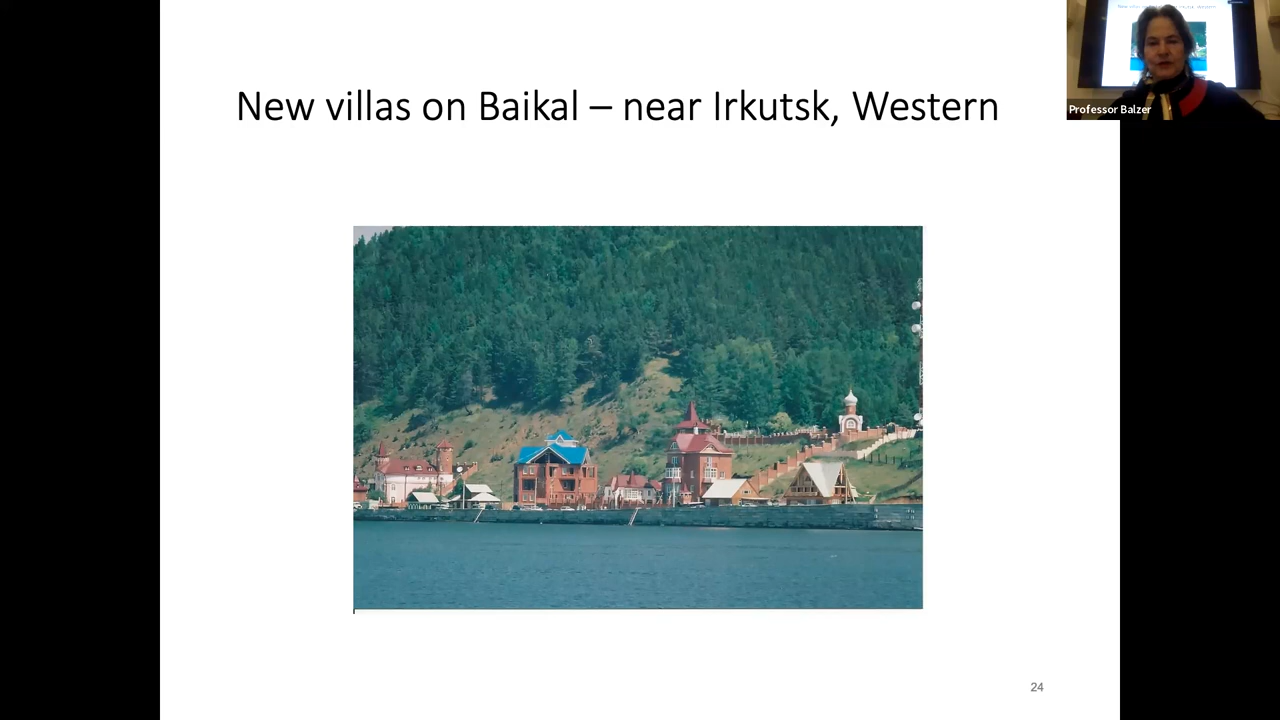 New villas on Baikal – near Irkutsk, Western
Professor Balzer
24